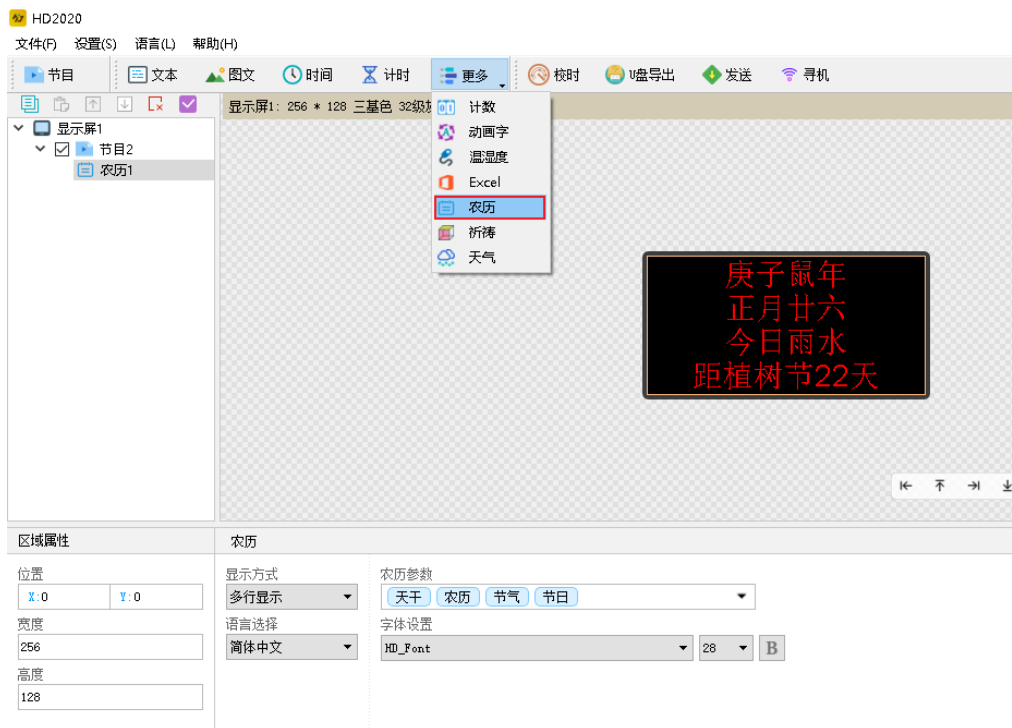 HD2020
文件(F) 设置(S) 语言(L) 帮助(H)
节目 文本 图文 时间 计时 更多 校时 U盘导出 发送 寻机
显示屏1: 256 * 128 三基色 32级
显示屏1
节目2
农历1
计数
动画字
温湿度
Excel
农历
祈祷
天气
庚子鼠年
正月廿六
今日雨水
距植树节22天
区域属性
农历
位置
X:0 Y:0
宽度
256
高度
128
显示方式
多行显示
语言选择
简体中文
农历参数
天干 农历 节气 节日
字体设置
HD_Font 28 B